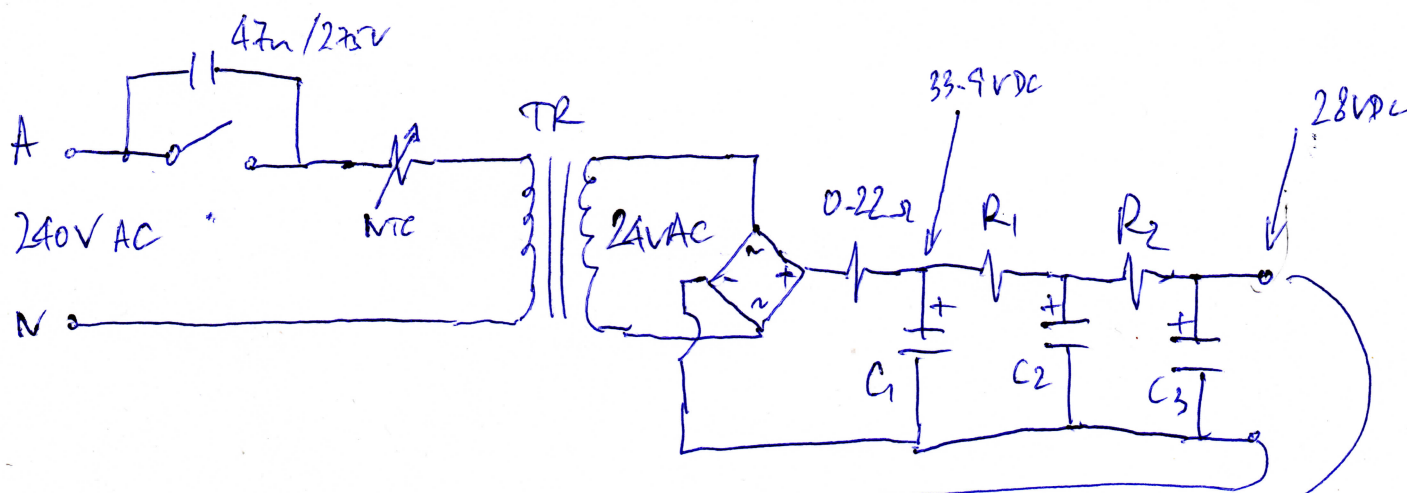 47n/275V
33.9VDC
28VDC
TR
A
0.22Ω
R1
R2
240V AC
NTC
24VAC
~
- +
~
+
+
+
C1
C2
C3
N